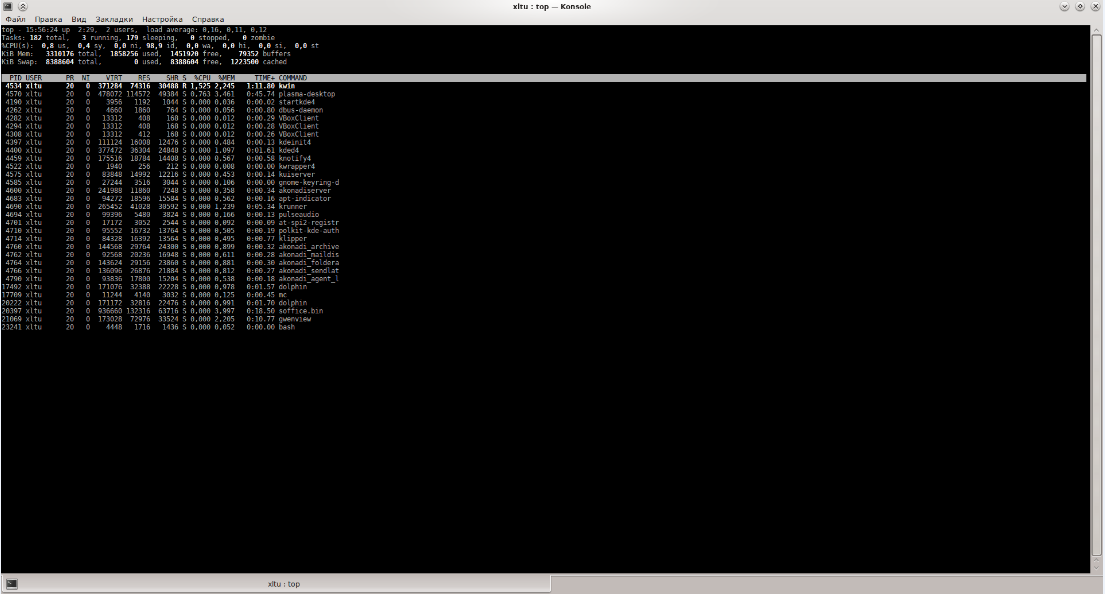 xltu : top — Konsole
Файл Правка Вид Закладки Настройка Справка
top - 15:56:24 up 2:29, 2 users, load average: 0,16, 0,11, 0,12
Tasks: 182 total, 3 running, 179 sleeping, 0 stopped, 0 zombie
%CPU(s): 0,8 us, 0,4 sy, 0,0 ni, 98,9 id, 0,0 wa, 0,0 hi, 0,0 si, 0,0 st
KiB Mem: 3310176 total, 1858256 used, 1451920 free, 79352 buffers
KiB Swap: 8388604 total, 0 used, 8388604 free, 1223500 cached
PID USER PR NI VIRT RES SHR S %CPU %MEM TIME+ COMMAND
4534 xltu 20 0 371284 74316 30488 R 1,525 2,245 1:11.80 kwin
4570 xltu 20 0 478072 114572 49384 S 0,763 3,461 0:45.74 plasma-desktop
4190 xltu 20 0 3956 1192 1044 S 0,000 0,036 0:00.02 startkde4
4262 xltu 20 0 4660 1860 764 S 0,000 0,056 0:00.80 dbus-daemon
4282 xltu 20 0 13312 408 168 S 0,000 0,012 0:00.29 VBoxClient
4294 xltu 20 0 13312 408 168 S 0,000 0,012 0:00.28 VBoxClient
4308 xltu 20 0 13312 412 168 S 0,000 0,012 0:00.26 VBoxClient
4397 xltu 20 0 111124 16008 12476 S 0,000 0,484 0:00.13 kdeinit4
4400 xltu 20 0 377472 36304 24848 S 0,000 1,097 0:01.61 kded4
4459 xltu 20 0 175516 18784 14408 S 0,000 0,567 0:00.58 knotify4
4522 xltu 20 0 1940 256 212 S 0,000 0,008 0:00.00 kwrapper4
4575 xltu 20 0 83848 14992 12216 S 0,000 0,453 0:00.14 kuiserver
4585 xltu 20 0 27244 3516 3044 S 0,000 0,106 0:00.00 gnome-keyring-d
4600 xltu 20 0 241988 11860 7248 S 0,000 0,358 0:00.34 akonadiserver
4683 xltu 20 0 94272 18596 15584 S 0,000 0,562 0:00.16 apt-indicator
4690 xltu 20 0 265452 41028 30592 S 0,000 1,239 0:05.34 krunner
4694 xltu 20 0 99396 5480 3824 S 0,000 0,166 0:00.13 pulseaudio
4701 xltu 20 0 17172 3052 2544 S 0,000 0,092 0:00.09 at-spi2-registr
4710 xltu 20 0 95552 16732 13764 S 0,000 0,505 0:00.19 polkit-kde-auth
4714 xltu 20 0 84328 16392 13564 S 0,000 0,495 0:00.77 klipper
4760 xltu 20 0 144568 29764 24300 S 0,000 0,899 0:00.32 akonadi_archive
4762 xltu 20 0 92568 20236 16948 S 0,000 0,611 0:00.28 akonadi_maildis
4764 xltu 20 0 143624 29156 23860 S 0,000 0,881 0:00.30 akonadi_foldera
4766 xltu 20 0 136096 26876 21884 S 0,000 0,812 0:00.27 akonadi_sendlat
4790 xltu 20 0 93836 17800 15204 S 0,000 0,538 0:00.18 akonadi_agent_l
17492 xltu 20 0 171076 32388 22228 S 0,000 0,978 0:01.57 dolphin
17709 xltu 20 0 11244 4140 3032 S 0,000 0,125 0:00.45 mc
20222 xltu 20 0 171172 32816 22476 S 0,000 0,991 0:01.70 dolphin
20397 xltu 20 0 936660 132316 63716 S 0,000 3,997 0:18.50 soffice.bin
21069 xltu 20 0 173028 72976 33524 S 0,000 2,205 0:10.77 gwenview
23241 xltu 20 0 4448 1716 1436 S 0,000 0,052 0:00.00 bash
xltu : top